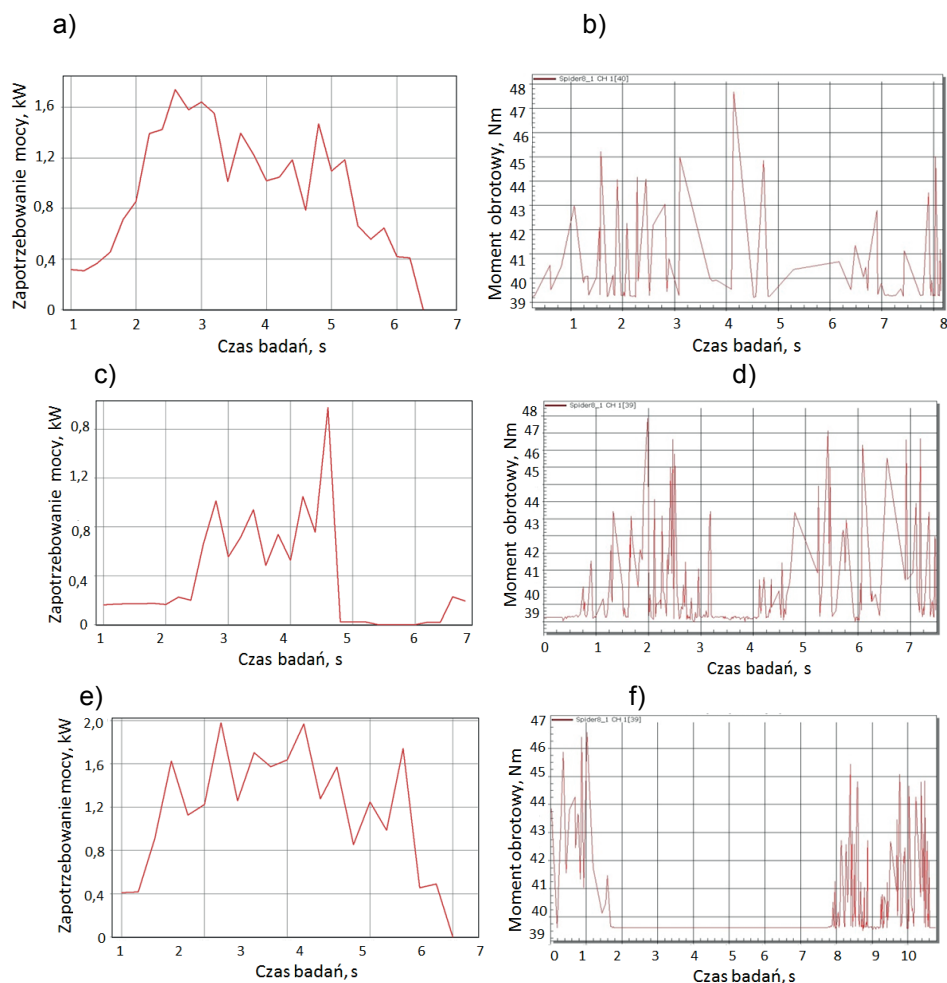 a)
b)
Zapotrzebowanie mocy, kW
1,6
1,2
0,8
0,4
0
1 2 3 4 5 6 7
Czas badań, s
Spider8_1 CH 1[40]
Moment obrotowy, Nm
48
47
46
45
44
43
42
41
40
39
1 2 3 4 5 6 7 8
Czas badań, s
c)
d)
Zapotrzebowanie mocy, kW
0,8
1,2
0,8
0,4
0
2 3 4 5 6 7
Czas badań, s
Spider8_1 CH 1[39]
Moment obrotowy, Nm
48
47
46
45
44
43
42
41
40
39
0 1 2 3 4 5 6 7
Czas badań, s
e)
f)
Zapotrzebowanie mocy, kW
2,0
1,6
1,2
0,8
0,4
0
1 2 3 4 5 6 7
Czas badań, s
Spider8_1 CH 1[39]
Moment obrotowy, Nm
47
46
45
44
43
42
41
40
39
0 1 2 3 4 5 6 7 8 9 10
Czas badań, s